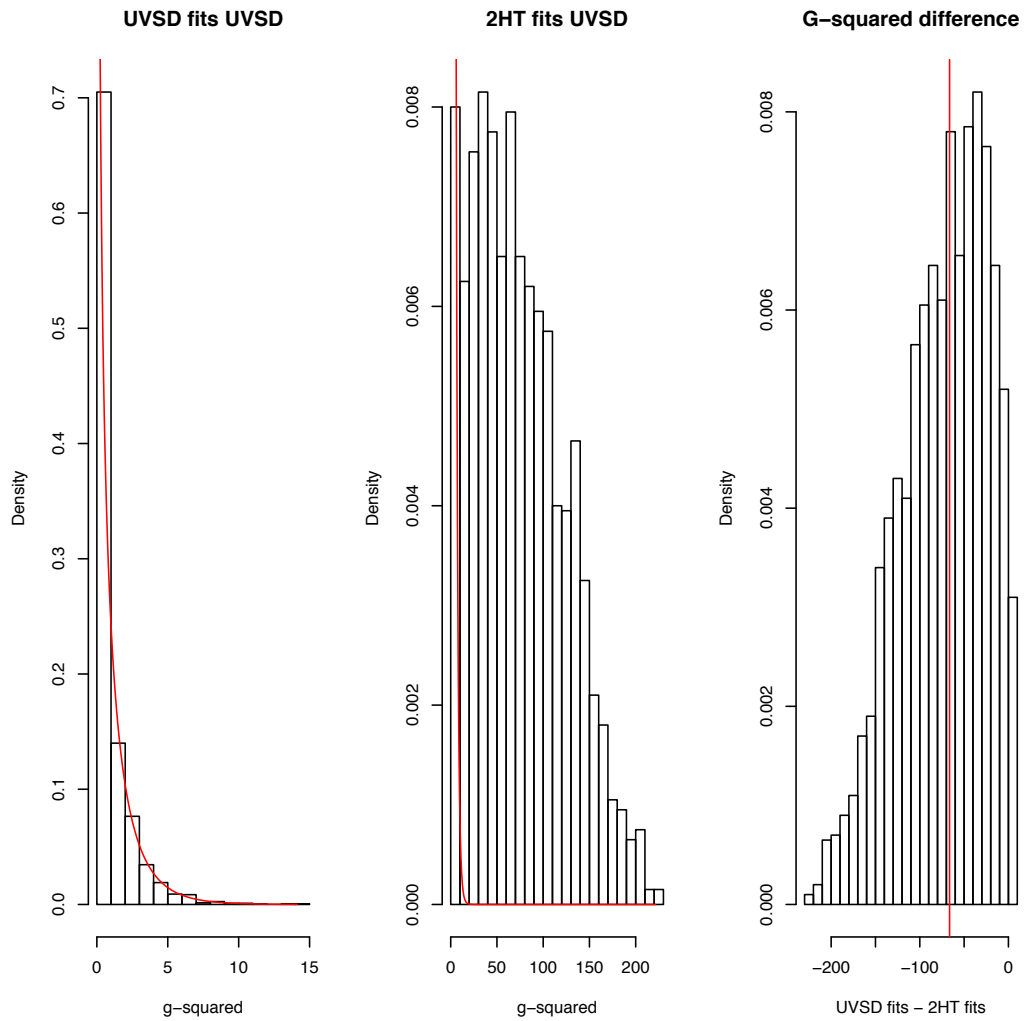 UVSD fits UVSD
Density
0.0 0.1 0.2 0.3 0.4 0.5 0.6 0.7
0 5 10 15
g−squared
2HT fits UVSD
Density
0.000 0.002 0.004 0.006 0.008
0 50 100 150 200
g−squared
G−squared difference
Density
0.000 0.002 0.004 0.006 0.008
−200 −100 0
UVSD fits − 2HT fits